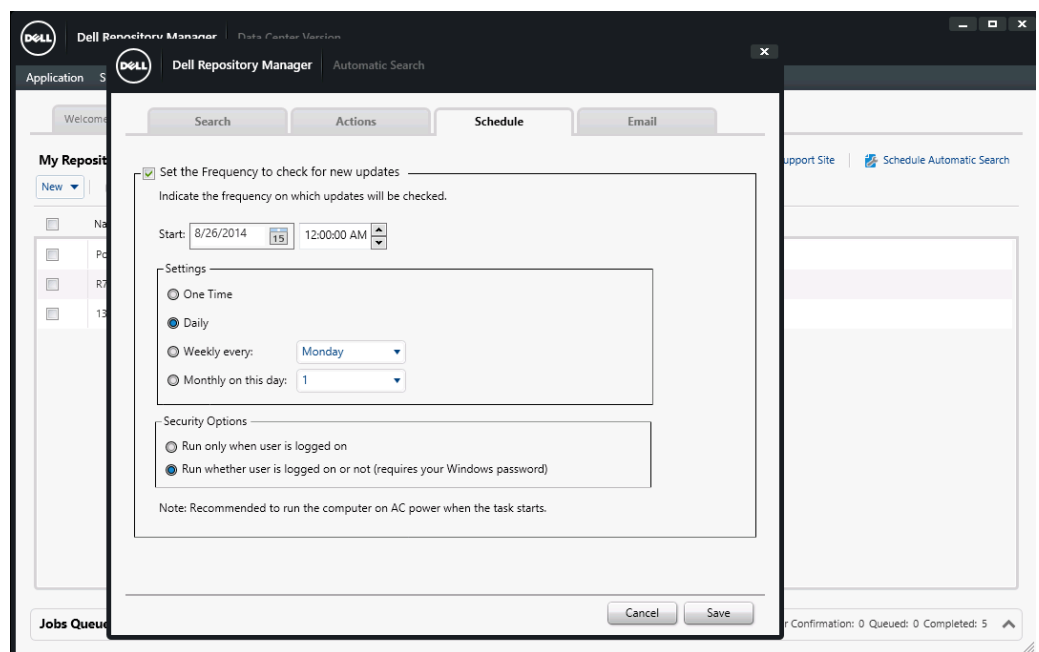 DELL Dell Repository Manager Data Center Version
DELL Dell Repository Manager Automatic Search
Application S
Welcome
Search Actions Schedule Email
My Reposit
upport Site Schedule Automatic Search
New
Set the Frequency to check for new updates
Indicate the frequency on which updates will be checked.
Na
Start: 8/26/2014 15 12:00:00 AM
Po
Settings
R7
One Time
13
Daily
Weekly every: Monday
Monthly on this day: 1
Security Options
Run only when user is logged on
Run whether user is logged on or not (requires your Windows password)
Note: Recommended to run the computer on AC power when the task starts.
Cancel Save
Jobs Queue
r Confirmation: 0 Queued: 0 Completed: 5